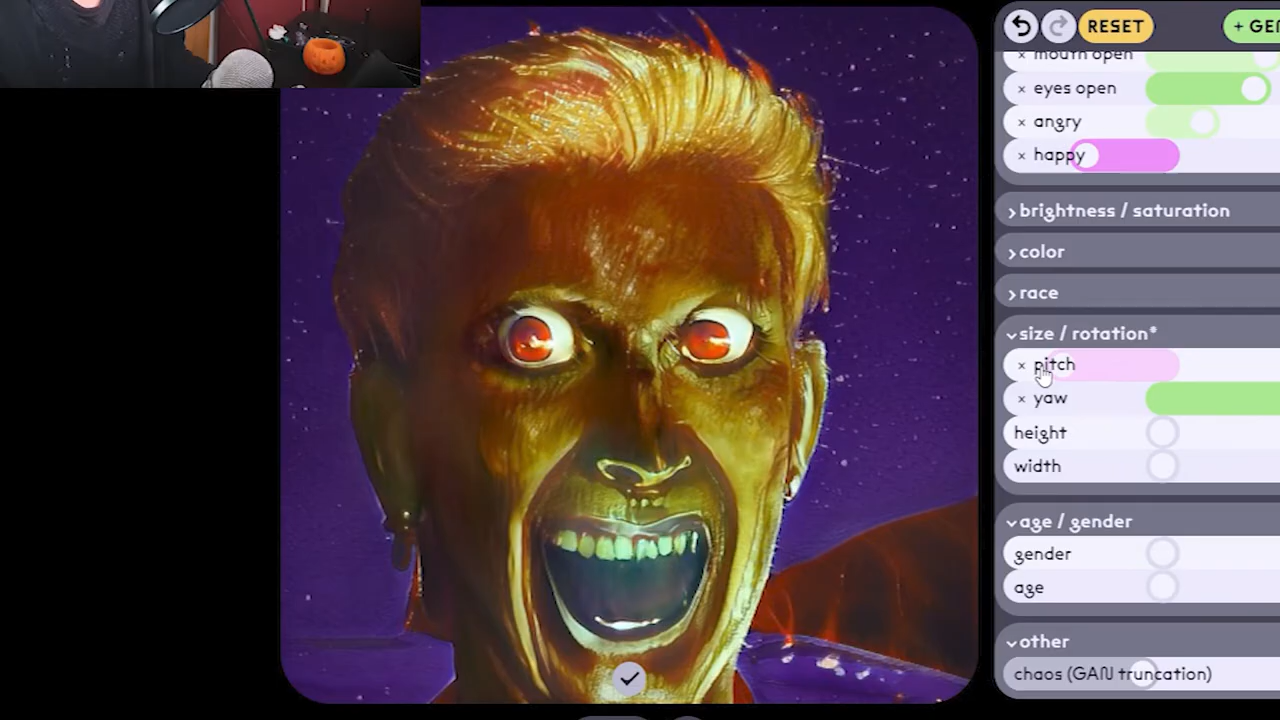 RESET
+ GEN
mouth open
× eyes open
× angry
× happy
› brightness / saturation
› color
› race
size / rotation*
× pitch
× yaw
height
width
age / gender
gender
age
other
chaos (GAN truncation)